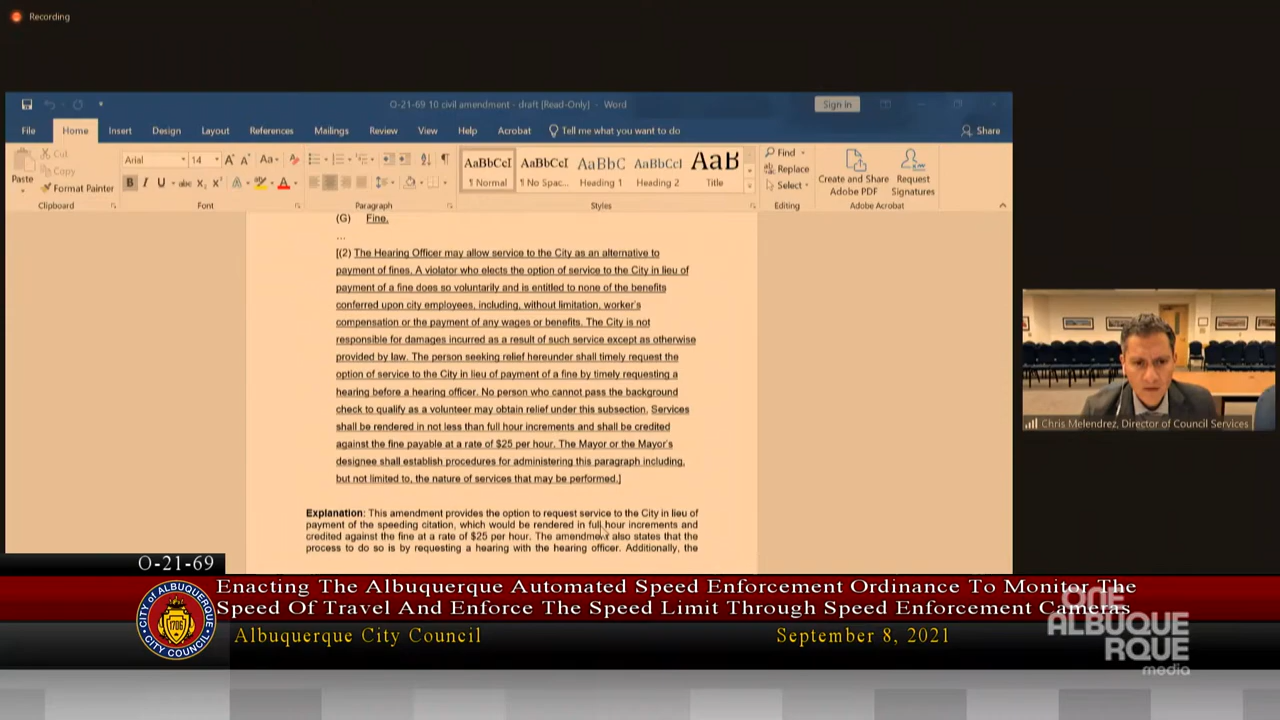 Recording
O-21-69 10 civil amendment - draft [Read-Only] - Word
Sign in
File Home Insert Design Layout References Mailings Review View Help Acrobat Tell me what you want to do Share
Paste
Cut
Copy
Format Painter
Clipboard
Arial 14
Font
Paragraph
AaBbCcI AaBbCcI AaBbC AaBbCcI AaB
¶ Normal ¶ No Spac... Heading 1 Heading 2 Title
Styles
Find
Replace
Select
Editing
Create and Share Adobe PDF
Request Signatures
Adobe Acrobat
(G) Fine.
...
[(2) The Hearing Officer may allow service to the City as an alternative to
payment of fines. A violator who elects the option of service to the City in lieu of
payment of a fine does so voluntarily and is entitled to none of the benefits
conferred upon city employees, including, without limitation, worker's
compensation or the payment of any wages or benefits. The City is not
responsible for damages incurred as a result of such service except as otherwise
provided by law. The person seeking relief hereunder shall timely request the
option of service to the City in lieu of payment of a fine by timely requesting a
hearing before a hearing officer. No person who cannot pass the background
check to qualify as a volunteer may obtain relief under this subsection. Services
shall be rendered in not less than full hour increments and shall be credited
against the fine payable at a rate of $25 per hour. The Mayor or the Mayor's
designee shall establish procedures for administering this paragraph including,
but not limited to, the nature of services that may be performed.]
Explanation: This amendment provides the option to request service to the City in lieu of
payment of the speeding citation, which would be rendered in full hour increments and
credited against the fine at a rate of $25 per hour. The amendment also states that the
process to do so is by requesting a hearing with the hearing officer. Additionally, the
Chris Melendrez, Director of Council Services
O-21-69
Enacting The Albuquerque Automated Speed Enforcement Ordinance To Monitor The
Speed Of Travel And Enforce The Speed Limit Through Speed Enforcement Cameras
Albuquerque City Council September 8, 2021
CITY OF ALBUQUERQUE
1706
CITY COUNCIL
ONE
ALBUQUE
RQUE
media